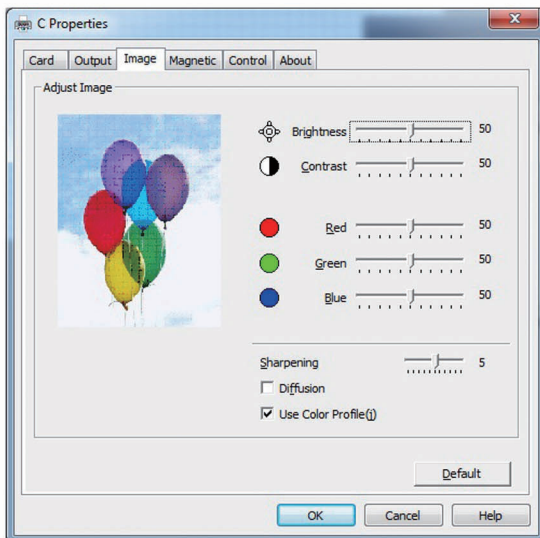 C Properties
Card Output Image Magnetic Control About
Adjust Image
Brightness 50
Contrast 50
Red 50
Green 50
Blue 50
Sharpening 5
Diffusion
Use Color Profile(j)
Default
OK Cancel Help